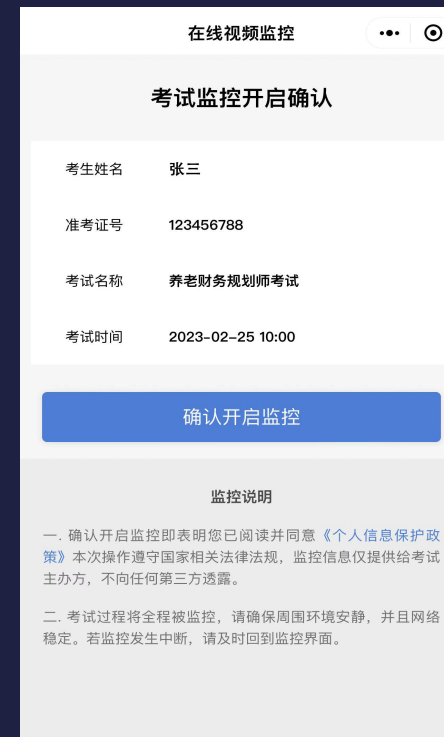 在线视频监控
考试监控开启确认
考生姓名 张三
准考证号 123456788
考试名称 养老财务规划师考试
考试时间 2023-02-25 10:00
确认开启监控
监控说明
一. 确认开启监控即表明您已阅读并同意《个人信息保护政
策》本次操作遵守国家相关法律法规，监控信息仅提供给考试
主办方，不向任何第三方透露。
二. 考试过程将全程被监控，请确保周围环境安静，并且网络
稳定。若监控发生中断，请及时回到监控界面。